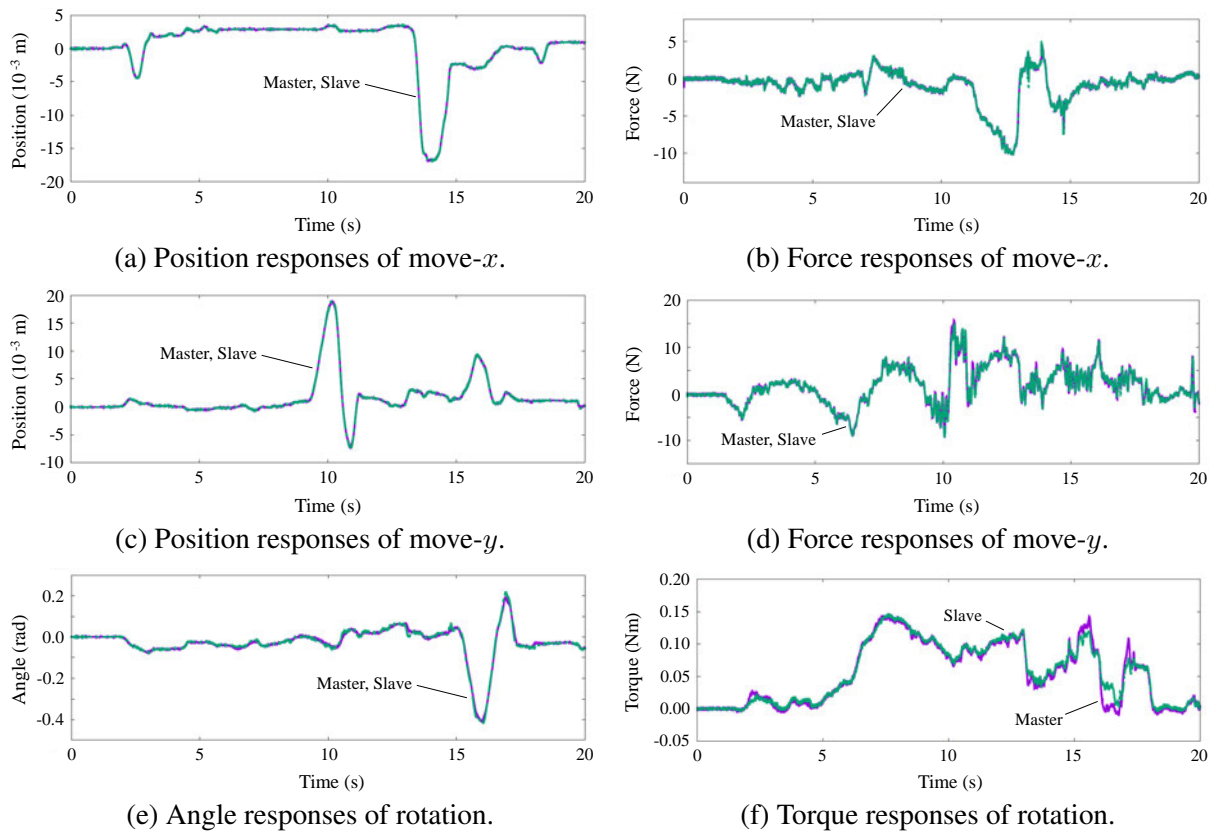 5
0
-5
-10
-15
-20
Position (10⁻³ m)
Master, Slave
0 5 10 15 20
Time (s)
(a) Position responses of move-x.
5
0
-5
-10
Force (N)
Master, Slave
0 5 10 15 20
Time (s)
(b) Force responses of move-x.
20
15
10
5
0
-5
-10
Position (10⁻³ m)
Master, Slave
0 5 10 15 20
Time (s)
(c) Position responses of move-y.
20
10
0
-10
Force (N)
Master, Slave
0 5 10 15 20
Time (s)
(d) Force responses of move-y.
0.2
0.0
-0.2
-0.4
Angle (rad)
Master, Slave
0 5 10 15 20
Time (s)
(e) Angle responses of rotation.
0.20
0.15
0.10
0.05
0.00
-0.05
Torque (Nm)
Slave
Master
0 5 10 15 20
Time (s)
(f) Torque responses of rotation.